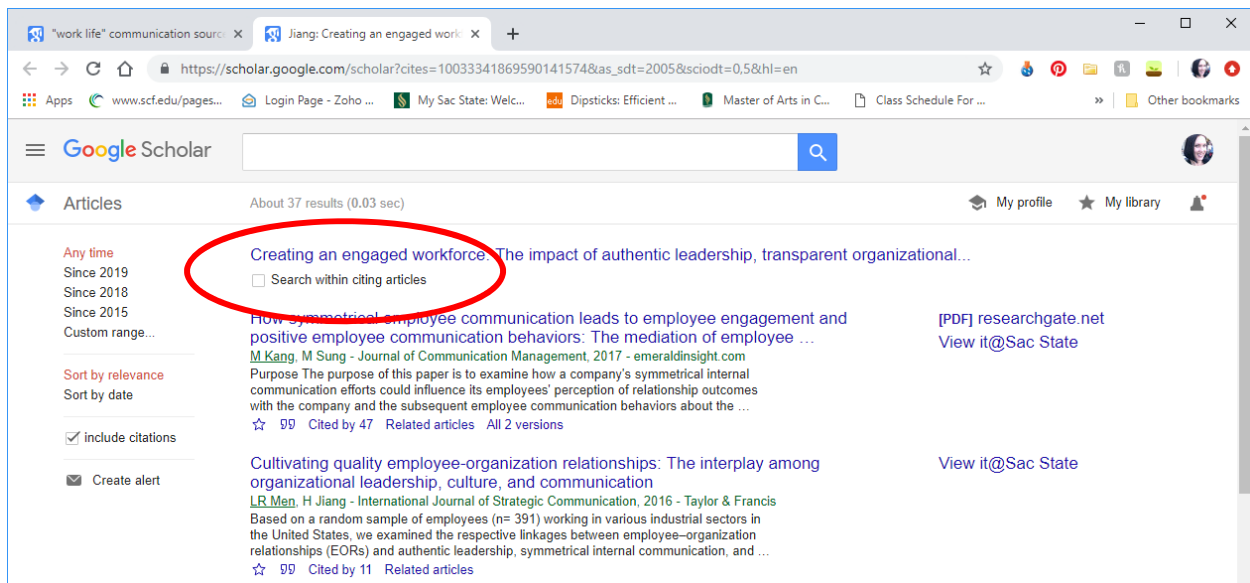 "work life" communication source
Jiang: Creating an engaged work
https://scholar.google.com/scholar?cites=10033341869590141574&as_sdt=2005&sciodt=0,5&hl=en
Apps www.scf.edu/pages... Login Page - Zoho ... My Sac State: Welc... edu Dipsticks: Efficient ... Master of Arts in C... Class Schedule For ... » Other bookmarks
Google Scholar
Articles About 37 results (0.03 sec) My profile My library
Any time
Since 2019
Since 2018
Since 2015
Custom range...
Sort by relevance
Sort by date
include citations
Create alert
Creating an engaged workforce: The impact of authentic leadership, transparent organizational...
Search within citing articles
How symmetrical employee communication leads to employee engagement and
positive employee communication behaviors: The mediation of employee …
M Kang, M Sung - Journal of Communication Management, 2017 - emeraldinsight.com
Purpose The purpose of this paper is to examine how a company's symmetrical internal
communication efforts could influence its employees' perception of relationship outcomes
with the company and the subsequent employee communication behaviors about the …
Cited by 47 Related articles All 2 versions
[PDF] researchgate.net
View it@Sac State
Cultivating quality employee-organization relationships: The interplay among
organizational leadership, culture, and communication
LR Men, H Jiang - International Journal of Strategic Communication, 2016 - Taylor & Francis
Based on a random sample of employees (n= 391) working in various industrial sectors in
the United States, we examined the respective linkages between employee–organization
relationships (EORs) and authentic leadership, symmetrical internal communication, and …
Cited by 11 Related articles
View it@Sac State